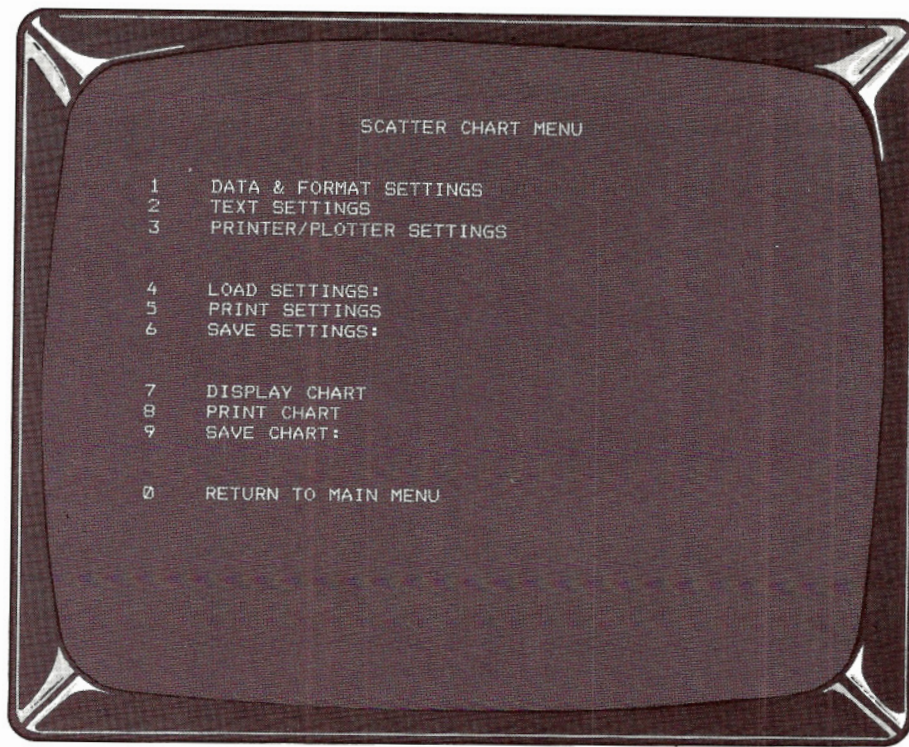 SCATTER CHART MENU
1 DATA & FORMAT SETTINGS
2 TEXT SETTINGS
3 PRINTER/PLOTTER SETTINGS
4 LOAD SETTINGS:
5 PRINT SETTINGS
6 SAVE SETTINGS:
7 DISPLAY CHART
8 PRINT CHART
9 SAVE CHART:
0 RETURN TO MAIN MENU